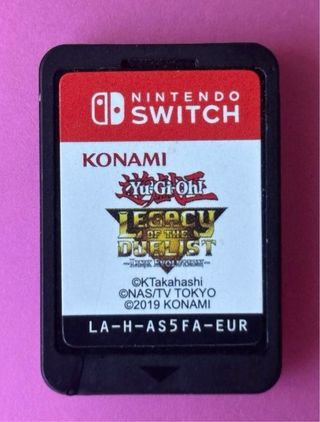 NINTENDO
SWITCH
KONAMI
Yu-Gi-Oh!
LEGACY
OF THE
DUELIST
LINK EVOLUTION
©KTakahashi
©NAS/TV TOKYO
©2019 KONAMI
LA-H-AS5FA-EUR